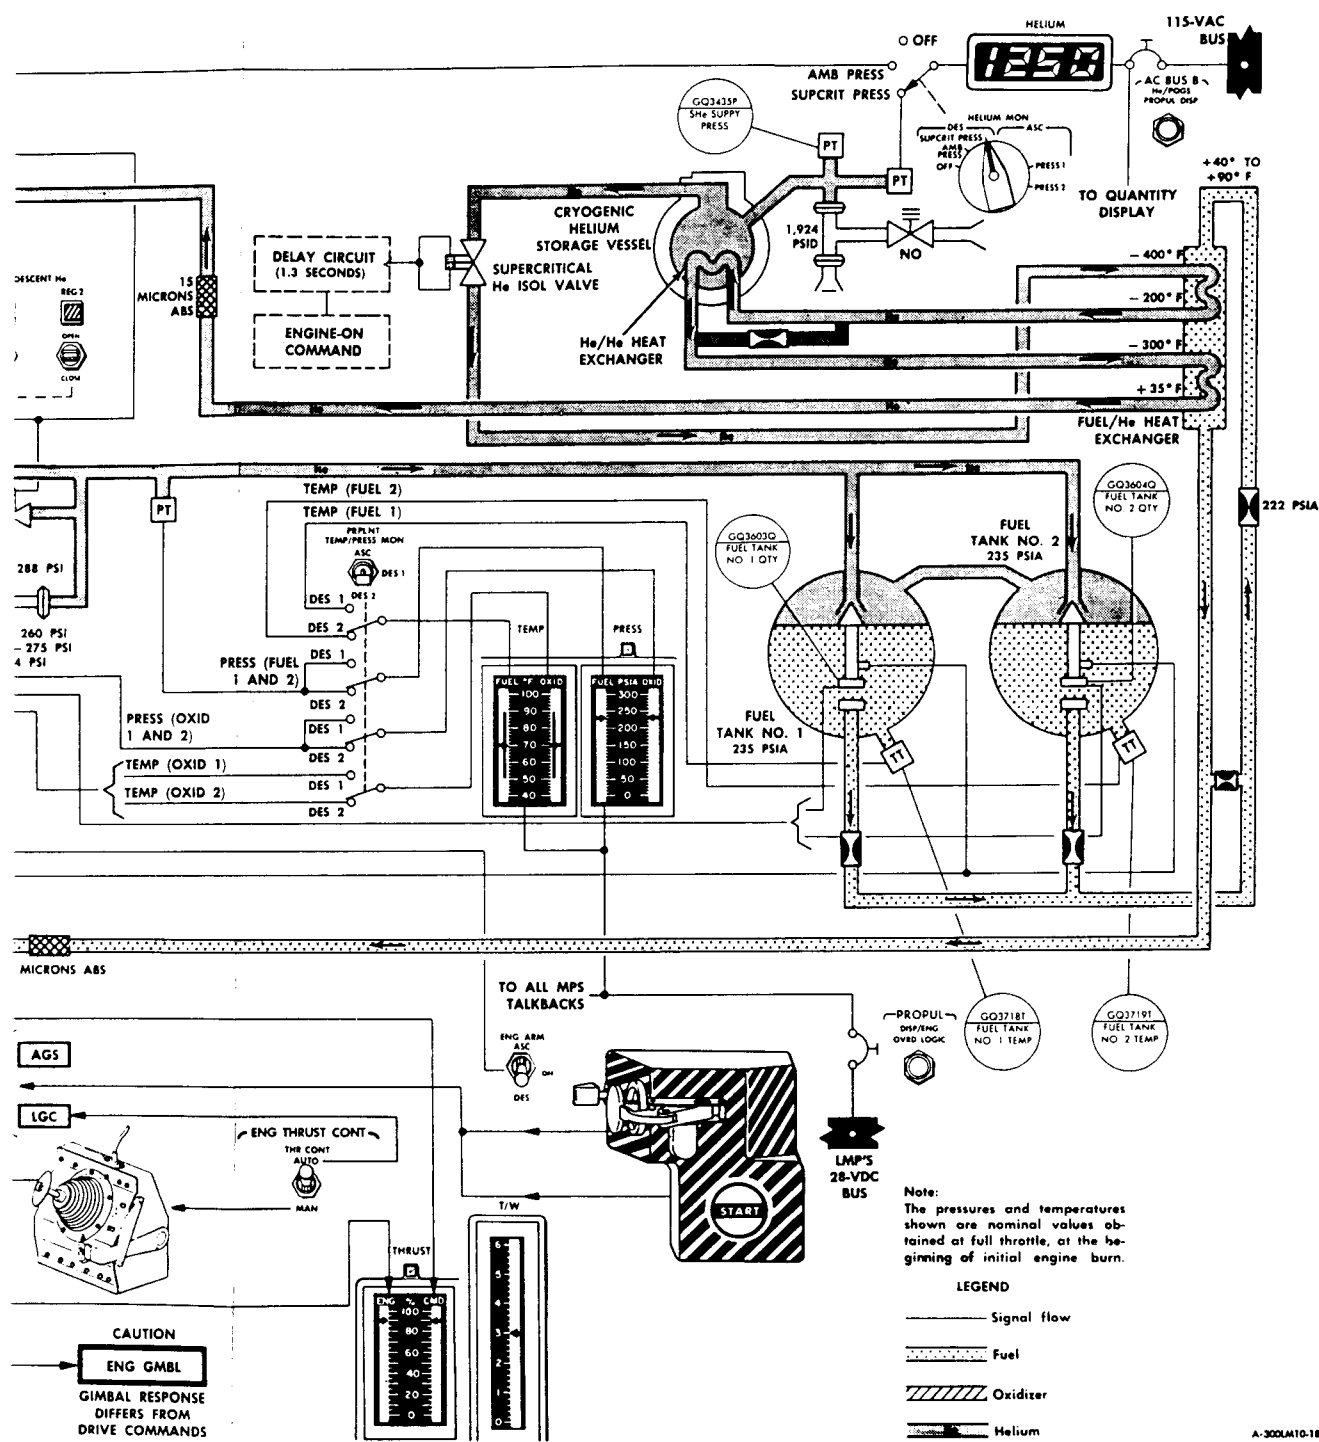 HELIUM
115-VAC
BUS
OFF
1250
AMB PRESS
SUPCRIT PRESS
AC BUS B
He/PQGS
PROPUL DISP
GQ3435P
SHe SUPPY
PRESS
PT
HELIUM MON
DES
ASC
SUPCRIT PRESS
AMB
PRESS
OFF
PRESS 1
PRESS 2
PT
TO QUANTITY
DISPLAY
+40° TO
+90° F
He
CRYOGENIC
HELIUM
STORAGE VESSEL
1,924
PSID
NO
DELAY CIRCUIT
(1.3 SECONDS)
SUPERCRITICAL
He ISOL VALVE
ENGINE-ON
COMMAND
15
MICRONS
ABS
DESCENT He
REG 2
OPEN
CLOSE
He/He HEAT
EXCHANGER
- 400° F
- 200° F
- 300° F
+ 35° F
He
He
He
He
He
FUEL/He HEAT
EXCHANGER
He
He
TEMP (FUEL 2)
TEMP (FUEL 1)
PT
PRPLNT
TEMP/PRESS MON
ASC
DES 1
DES 2
288 PSI
260 PSI
- 275 PSI
4 PSI
GQ3603Q
FUEL TANK
NO. 1 QTY
FUEL
TANK NO. 2
235 PSIA
GQ3604Q
FUEL TANK
NO. 2 QTY
222 PSIA
DES 1
DES 2
DES 1
PRESS (FUEL
1 AND 2)
DES 2
PRESS (OXID
1 AND 2)
DES 1
DES 2
TEMP (OXID 1)
DES 1
TEMP (OXID 2)
DES 2
TEMP
PRESS
FUEL °F OXID
100
90
80
70
60
50
40
FUEL PSIA OXID
300
250
200
150
100
50
0
FUEL
TANK NO. 1
235 PSIA
TT
TT
MICRONS ABS
TO ALL MPS
TALKBACKS
PROPUL
DISP/ENG
OVRD LOGIC
GQ3718T
FUEL TANK
NO 1 TEMP
GQ3719T
FUEL TANK
NO. 2 TEMP
AGS
LGC
ENG ARM
ASC
OFF
DES
ENG THRUST CONT
THR CONT
AUTO
MAN
START
LMP'S
28-VDC
BUS
T/W
6
5
4
3
2
1
0
THRUST
ENG % CMD
100
80
60
40
20
0
CAUTION
ENG GMBL
GIMBAL RESPONSE
DIFFERS FROM
DRIVE COMMANDS
Note:
The pressures and temperatures
shown are nominal values ob-
tained at full throttle, at the be-
ginning of initial engine burn.
LEGEND
Signal flow
Fuel
Oxidizer
He
Helium
A-300LM10-18